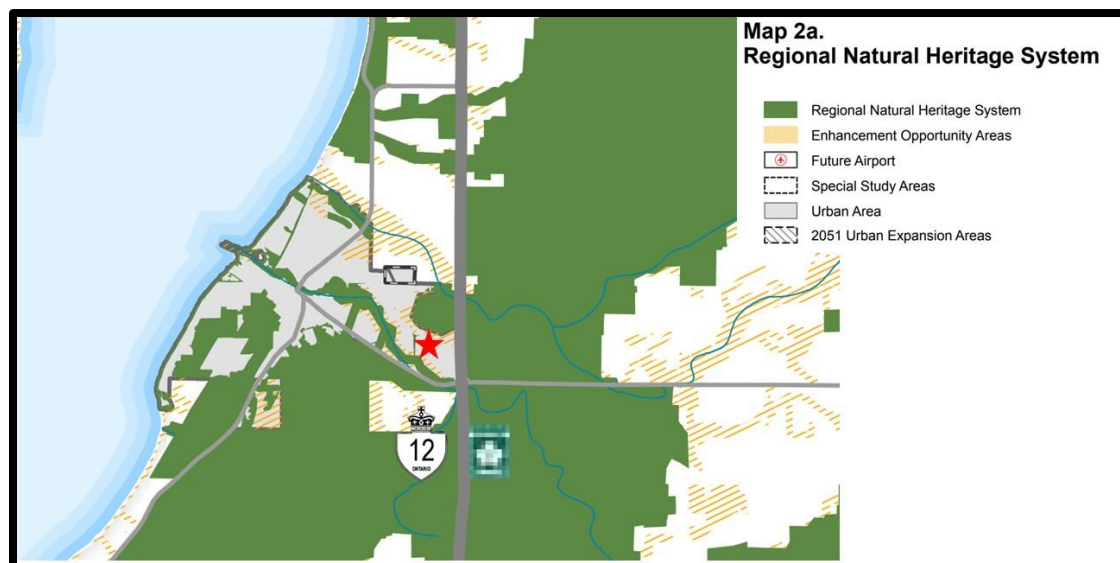 Map 2a.
Regional Natural Heritage System
Regional Natural Heritage System
Enhancement Opportunity Areas
Future Airport
Special Study Areas
Urban Area
2051 Urban Expansion Areas
12
ONTARIO